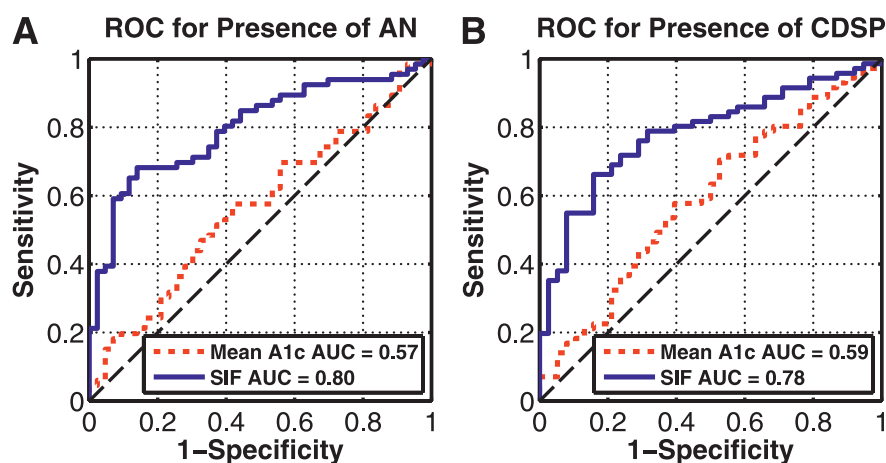 A
ROC for Presence of AN
Sensitivity
1
0.8
0.6
0.4
0.2
0
Mean A1c AUC = 0.57
SIF AUC = 0.80
0
0.2
0.4
0.6
0.8
1
1−Specificity
B
ROC for Presence of CDSP
Sensitivity
1
0.8
0.6
0.4
0.2
0
Mean A1c AUC = 0.59
SIF AUC = 0.78
0
0.2
0.4
0.6
0.8
1
1−Specificity